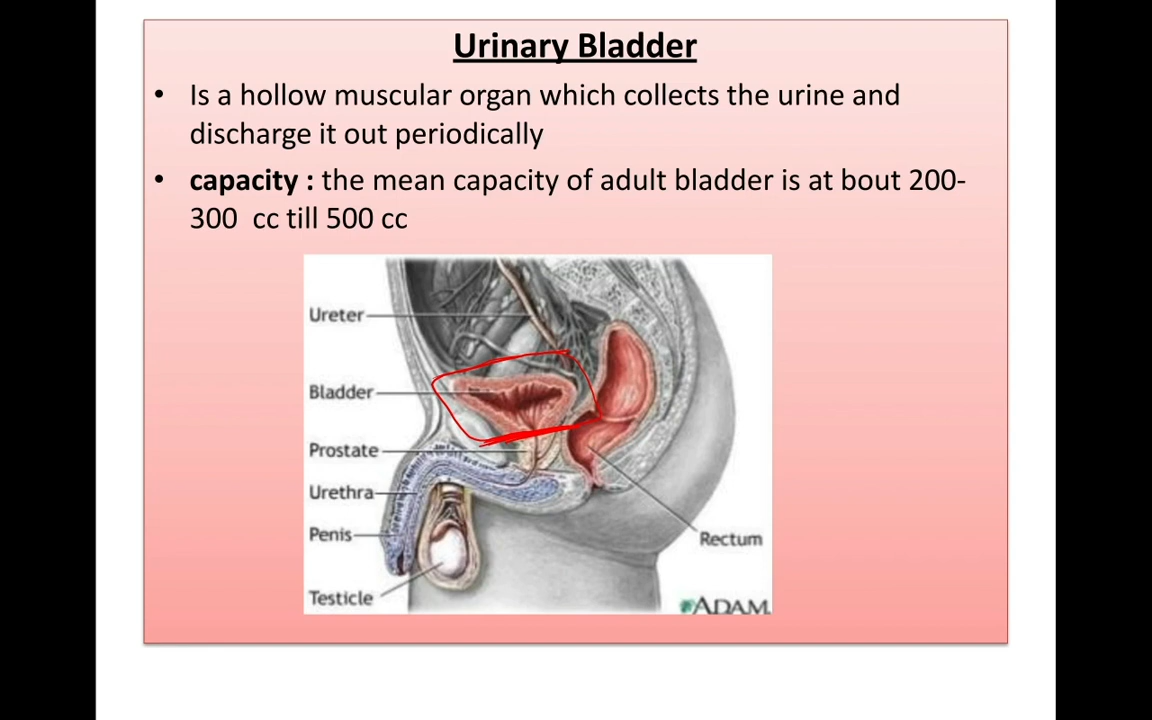 Urinary Bladder
• Is a hollow muscular organ which collects the urine and
discharge it out periodically
• capacity : the mean capacity of adult bladder is at bout 200-
300  cc till 500 cc
Ureter
Bladder
Prostate
Urethra
Penis
Rectum
Testicle
ADAM